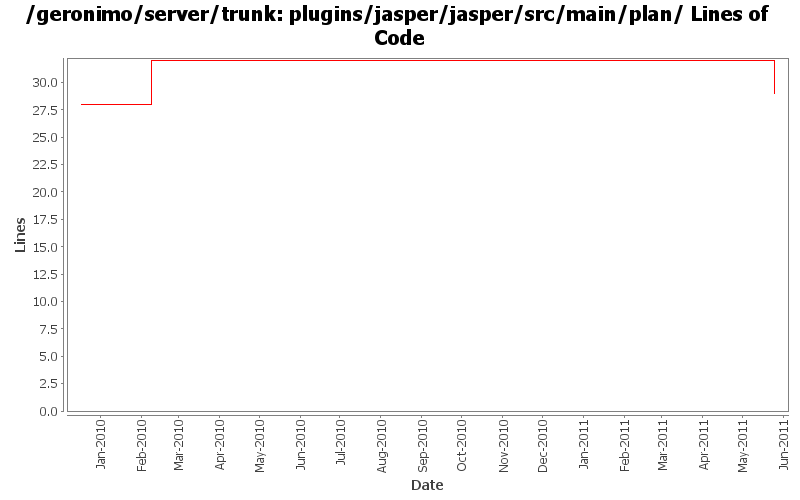 /geronimo/server/trunk: plugins/jasper/jasper/src/main/plan/ Lines of
Code
Lines
30.0
27.5
25.0
22.5
20.0
17.5
15.0
12.5
10.0
7.5
5.0
2.5
0.0
Jan-2010
Feb-2010
Mar-2010
Apr-2010
May-2010
Jun-2010
Jul-2010
Aug-2010
Sep-2010
Oct-2010
Nov-2010
Dec-2010
Jan-2011
Feb-2011
Mar-2011
Apr-2011
May-2011
Jun-2011
Date